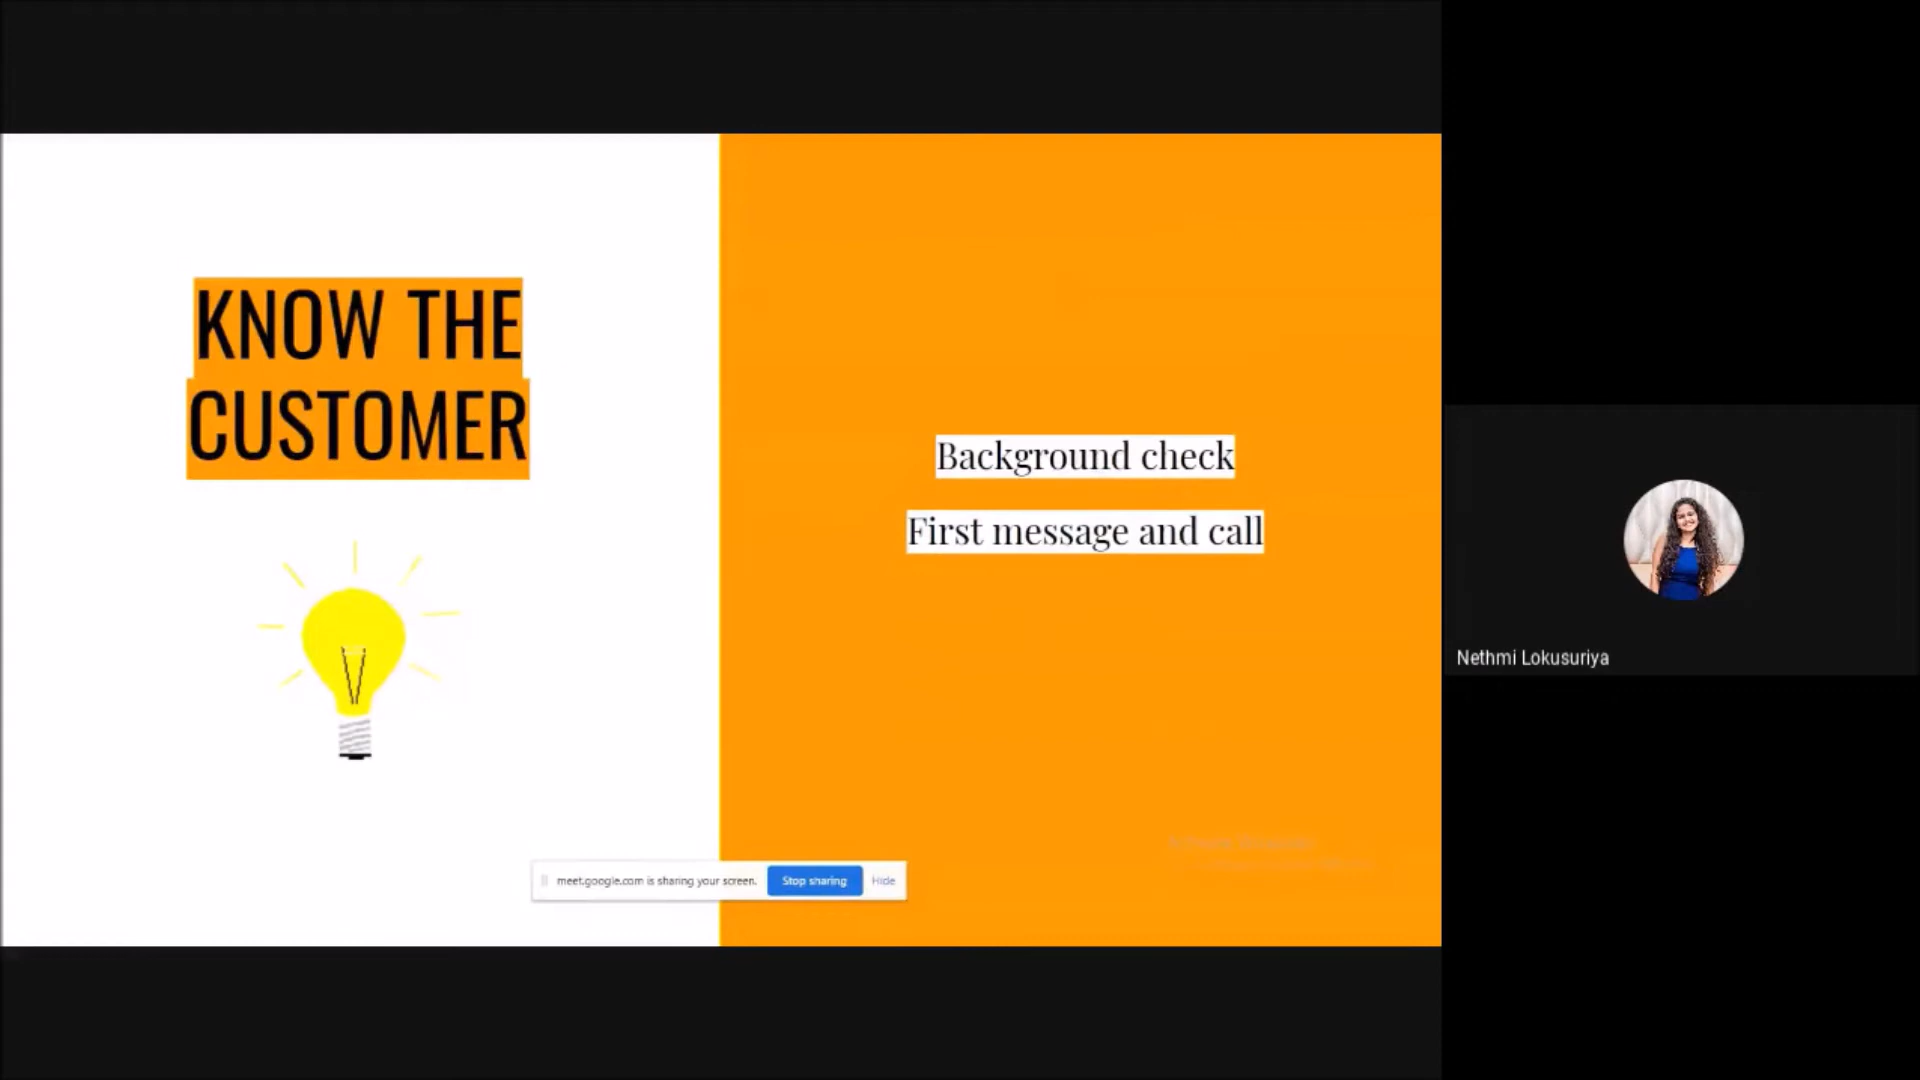 KNOW THE
CUSTOMER
Background check
First message and call
meet.google.com is sharing your screen. Stop sharing Hide
Nethmi Lokusuriya